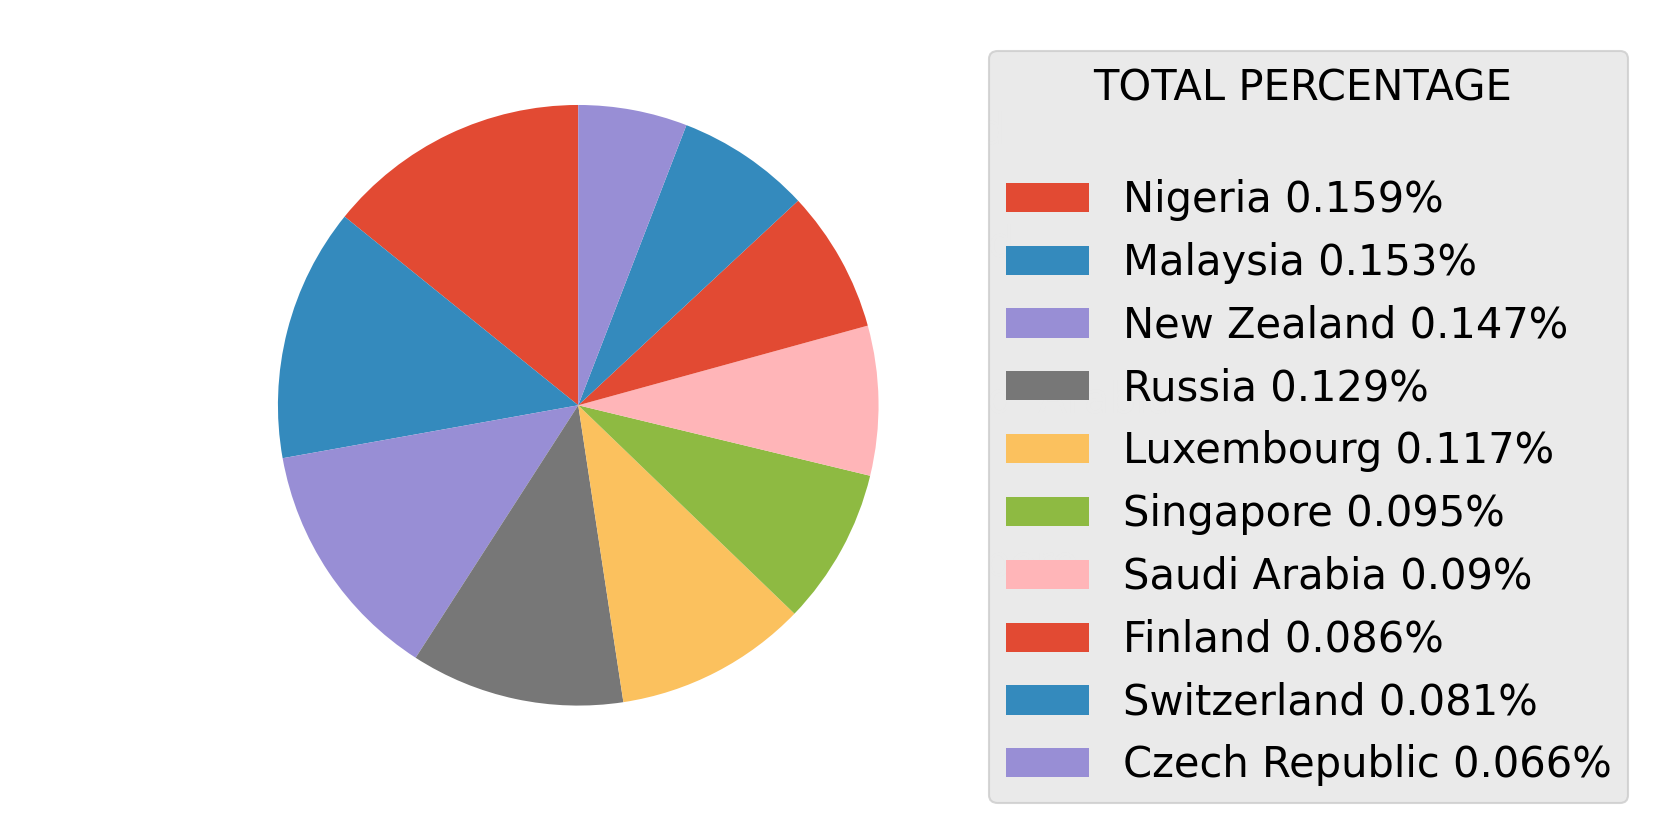 TOTAL PERCENTAGE
Nigeria 0.159%
Malaysia 0.153%
New Zealand 0.147%
Russia 0.129%
Luxembourg 0.117%
Singapore 0.095%
Saudi Arabia 0.09%
Finland 0.086%
Switzerland 0.081%
Czech Republic 0.066%